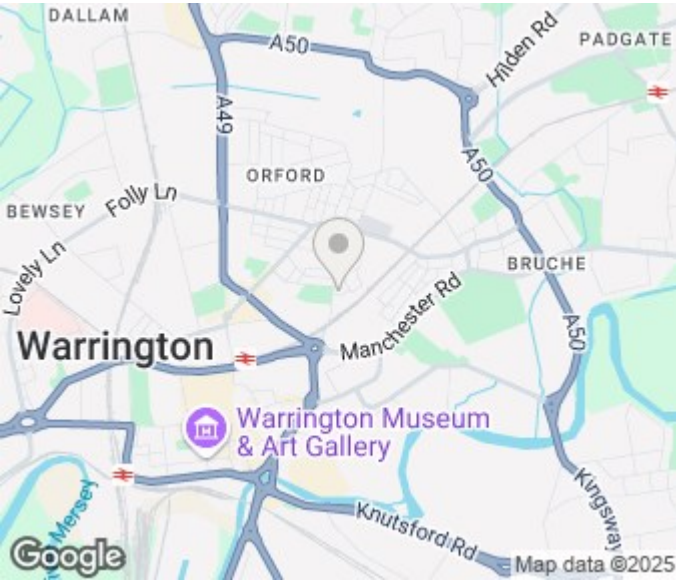 DALLAM
A50
Hilden Rd
PADGATE
A49
A50
ORFORD
Folly Ln
BEWSEY
Lovely Ln
BRUCHE
Manchester Rd
A50
Warrington
Warrington Museum
& Art Gallery
Mersey
Knutsford Rd
Kingsway
Google
Map data ©2025